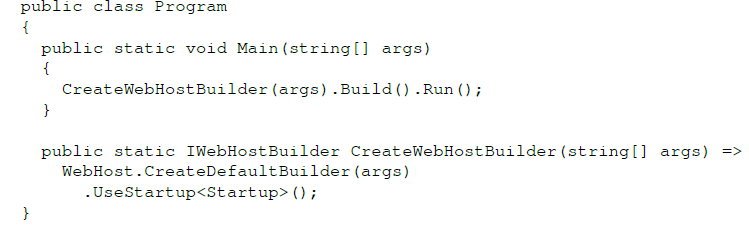 public class Program
{
public static void Main(string[] args)
{
CreateWebHostBuilder(args).Build().Run();
}
public static IWebHostBuilder CreateWebHostBuilder(string[] args) =>
WebHost.CreateDefaultBuilder(args)
.UseStartup<Startup>();
}